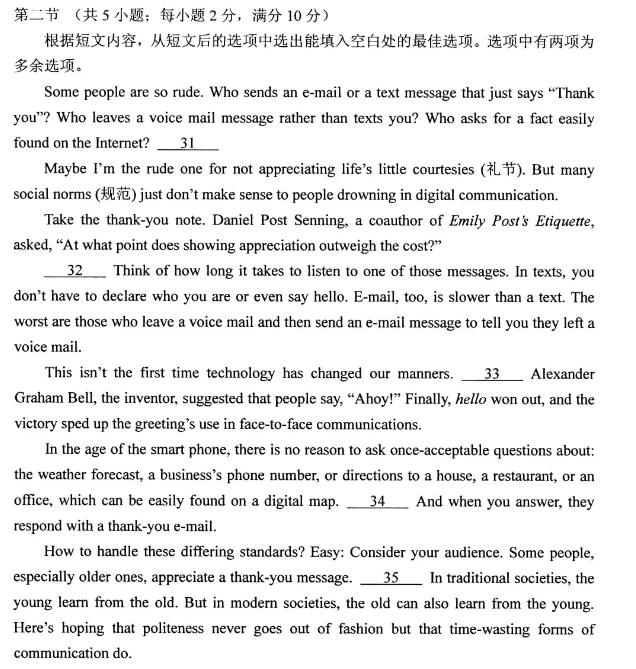 第二节 （共 5 小题；每小题 2 分，满分 10 分）
根据短文内容，从短文后的选项中选出能填入空白处的最佳选项。选项中有两项为
多余选项。
Some people are so rude. Who sends an e-mail or a text message that just says “Thank
you”? Who leaves a voice mail message rather than texts you? Who asks for a fact easily
found on the Internet? 31
Maybe I’m the rude one for not appreciating life’s little courtesies (礼节). But many
social norms (规范) just don’t make sense to people drowning in digital communication.
Take the thank-you note. Daniel Post Senning, a coauthor of Emily Post’s Etiquette,
asked, “At what point does showing appreciation outweigh the cost?”
32 Think of how long it takes to listen to one of those messages. In texts, you
don’t have to declare who you are or even say hello. E-mail, too, is slower than a text. The
worst are those who leave a voice mail and then send an e-mail message to tell you they left a
voice mail.
This isn’t the first time technology has changed our manners. 33 Alexander
Graham Bell, the inventor, suggested that people say, “Ahoy!” Finally, hello won out, and the
victory sped up the greeting’s use in face-to-face communications.
In the age of the smart phone, there is no reason to ask once-acceptable questions about:
the weather forecast, a business’s phone number, or directions to a house, a restaurant, or an
office, which can be easily found on a digital map. 34 And when you answer, they
respond with a thank-you e-mail.
How to handle these differing standards? Easy: Consider your audience. Some people,
especially older ones, appreciate a thank-you message. 35 In traditional societies, the
young learn from the old. But in modern societies, the old can also learn from the young.
Here’s hoping that politeness never goes out of fashion but that time-wasting forms of
communication do.